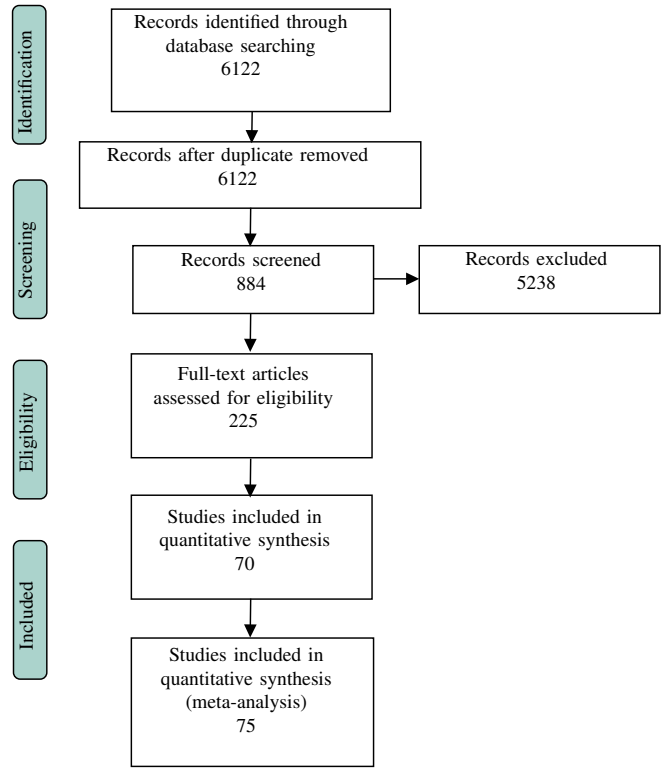 Identification
Records identified through
database searching
6122
Records after duplicate removed
6122
Screening
Records screened
884
Records excluded
5238
Eligibility
Full-text articles
assessed for eligibility
225
Included
Studies included in
quantitative synthesis
70
Studies included in
quantitative synthesis
(meta-analysis)
75